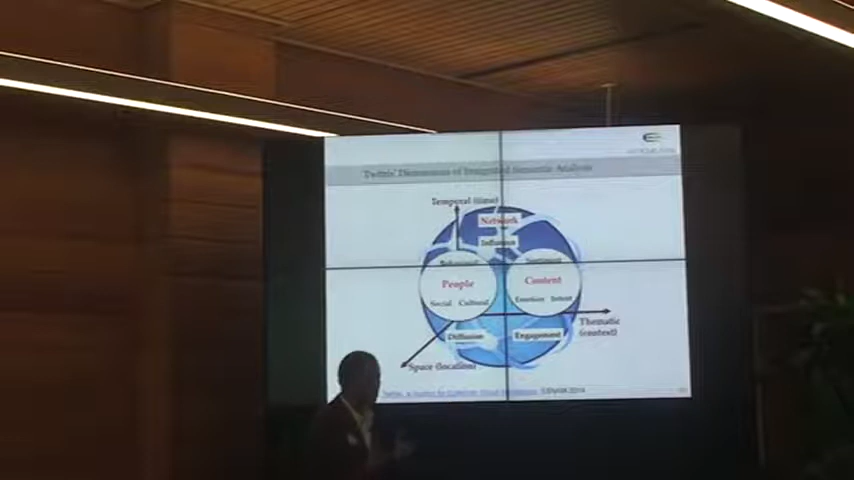 Twitris' Dimensions of Integrated Semantic Analysis
Temporal (time)
Network
Influence
Sentiment
People
Content
Social Cultural
Emotion Intent
Thematic
(context)
Diffusion
Engagement
Space (location)